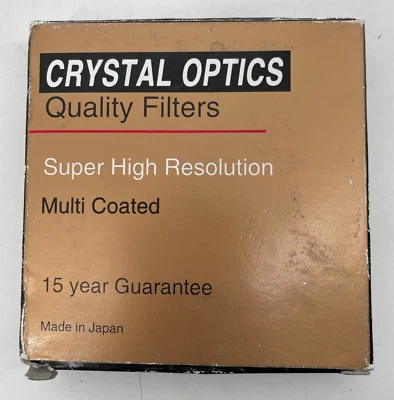 CRYSTAL OPTICS
Quality Filters
Super High Resolution
Multi Coated
15 year Guarantee
Made in Japan